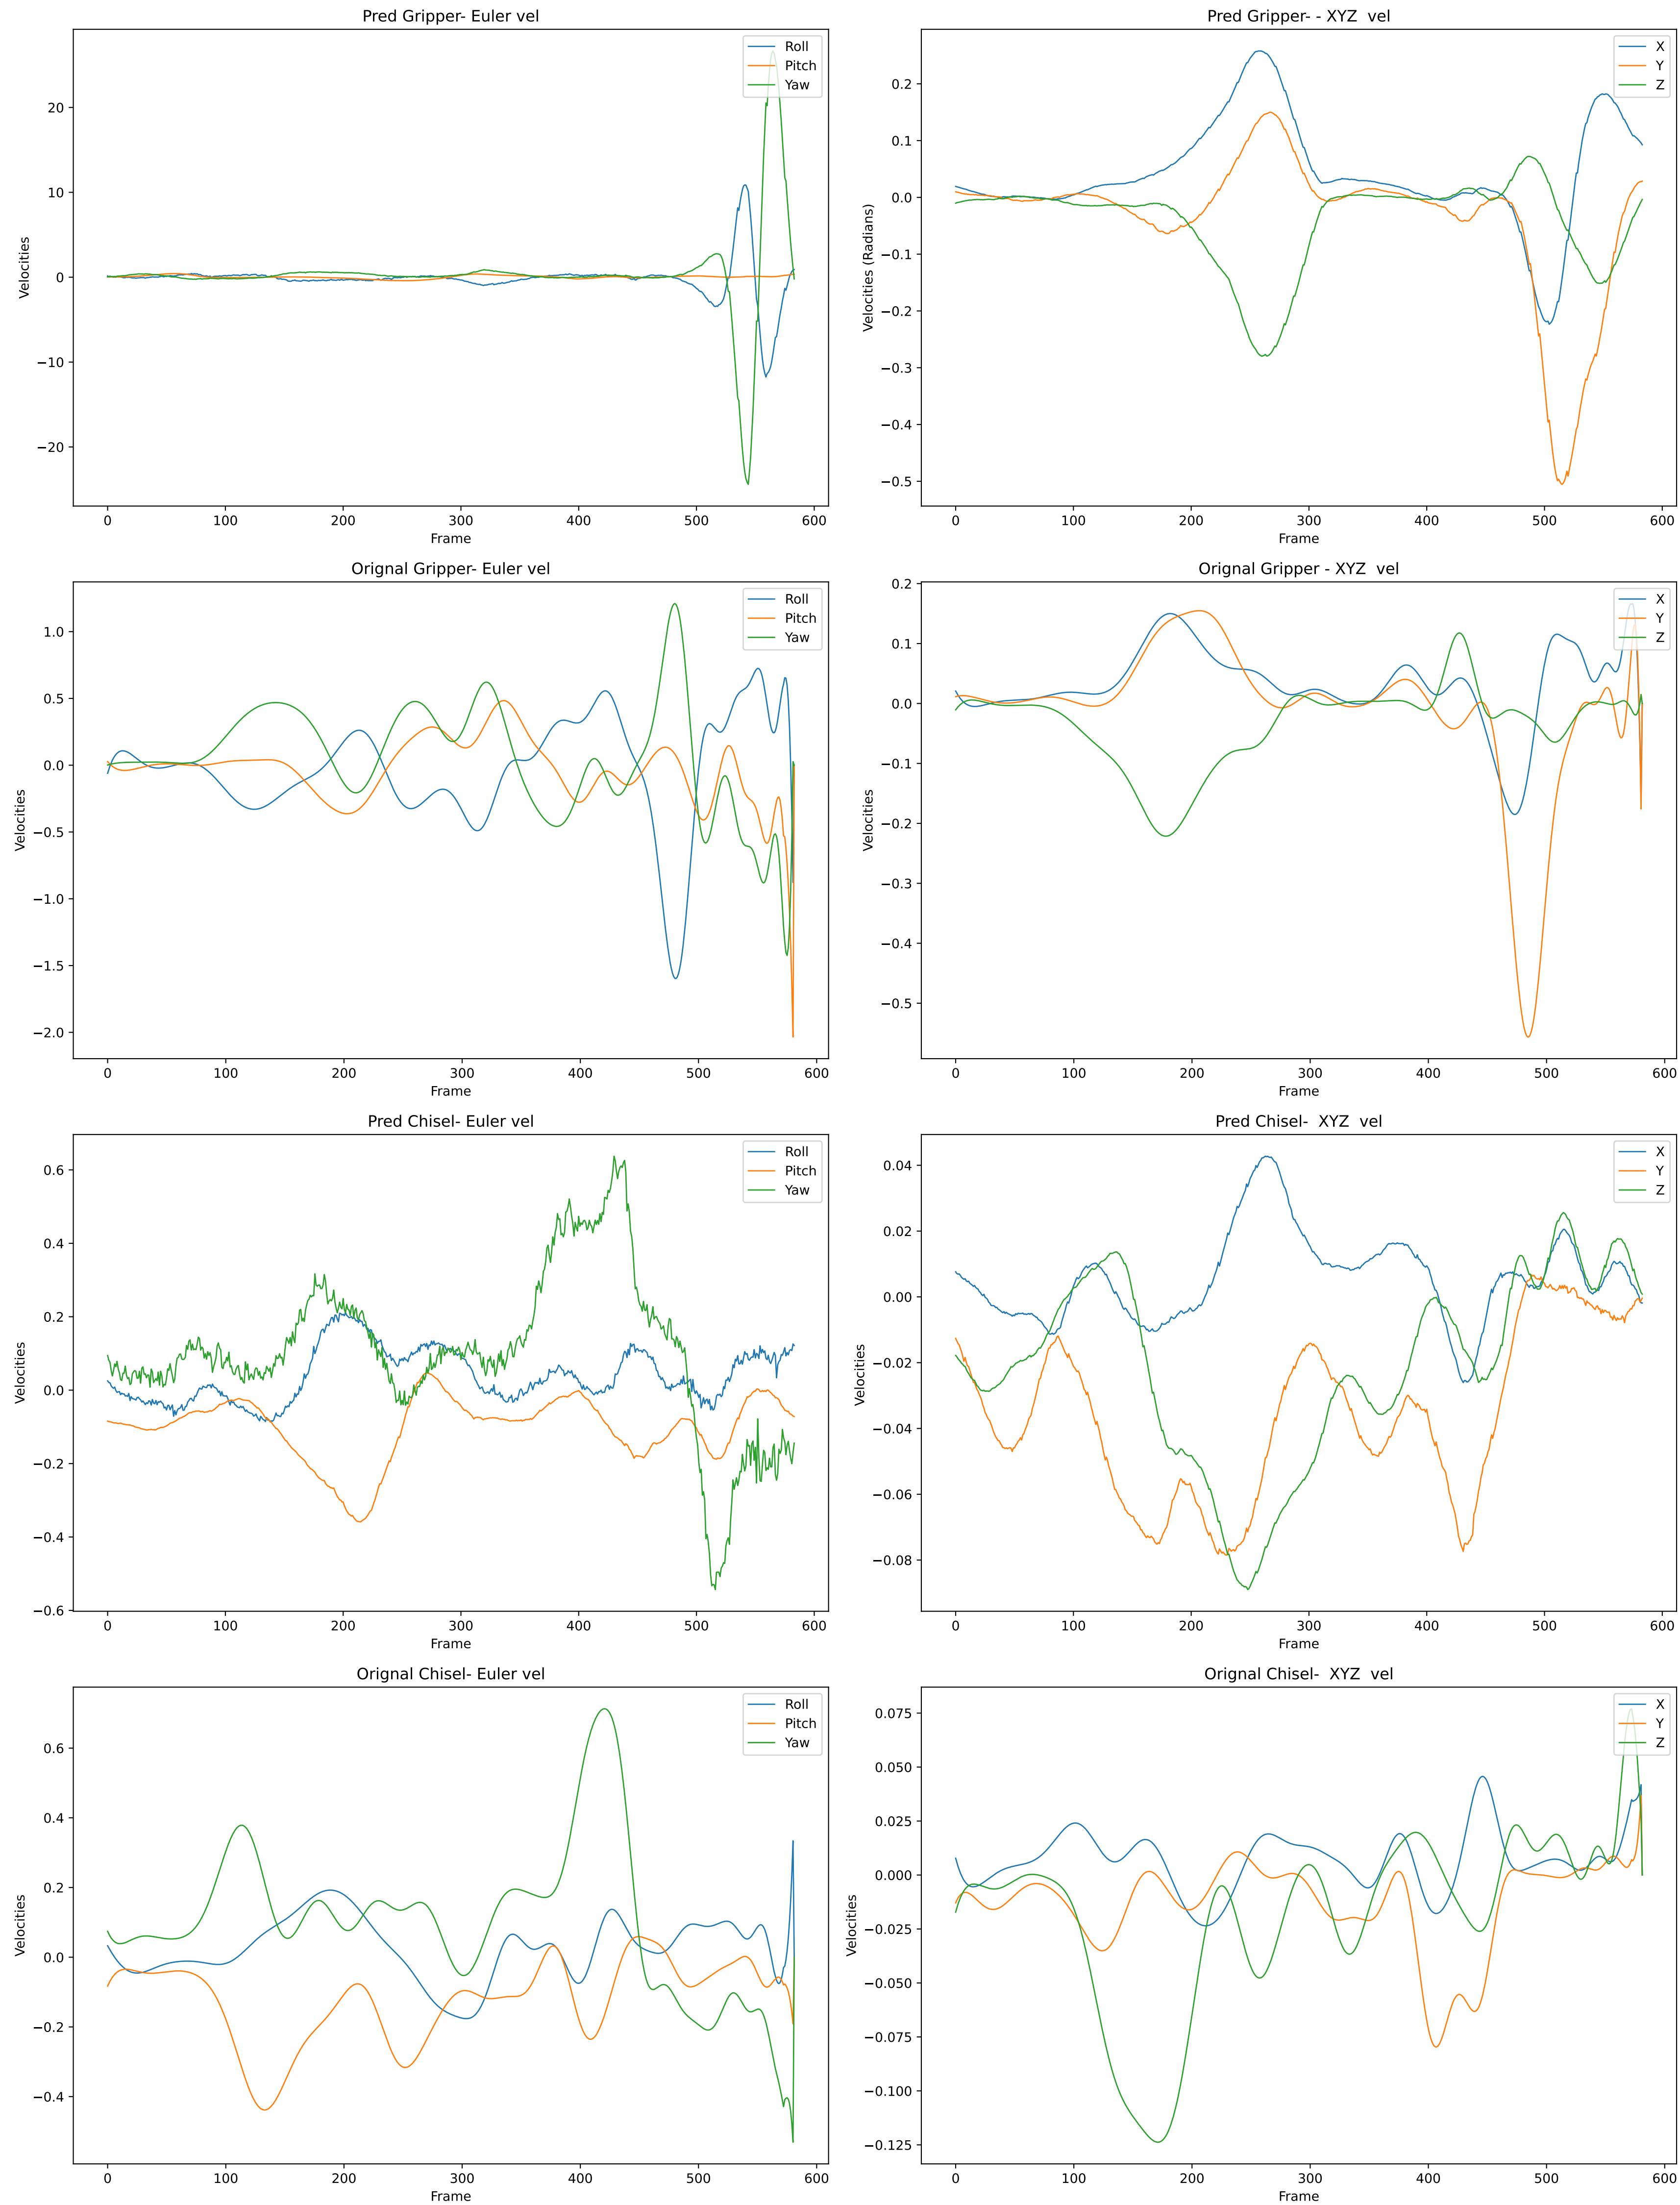 Pred Gripper- Euler vel
Velocities
20
10
0
−10
−20
0 100 200 300 400 500 600
Frame
Roll
Pitch
Yaw
Pred Gripper- - XYZ  vel
Velocities (Radians)
0.2
0.1
0.0
−0.1
−0.2
−0.3
−0.4
−0.5
0 100 200 300 400 500 600
Frame
X
Y
Z
Orignal Gripper- Euler vel
Velocities
1.0
0.5
0.0
−0.5
−1.0
−1.5
−2.0
0 100 200 300 400 500 600
Frame
Roll
Pitch
Yaw
Orignal Gripper - XYZ  vel
Velocities
0.2
0.1
0.0
−0.1
−0.2
−0.3
−0.4
−0.5
0 100 200 300 400 500 600
Frame
X
Y
Z
Pred Chisel- Euler vel
Velocities
0.6
0.4
0.2
0.0
−0.2
−0.4
−0.6
0 100 200 300 400 500 600
Frame
Roll
Pitch
Yaw
Pred Chisel-  XYZ  vel
Velocities
0.04
0.02
0.00
−0.02
−0.04
−0.06
−0.08
0 100 200 300 400 500 600
Frame
X
Y
Z
Orignal Chisel- Euler vel
Velocities
0.6
0.4
0.2
0.0
−0.2
−0.4
0 100 200 300 400 500 600
Frame
Roll
Pitch
Yaw
Orignal Chisel-  XYZ  vel
Velocities
0.075
0.050
0.025
0.000
−0.025
−0.050
−0.075
−0.100
−0.125
0 100 200 300 400 500 600
Frame
X
Y
Z